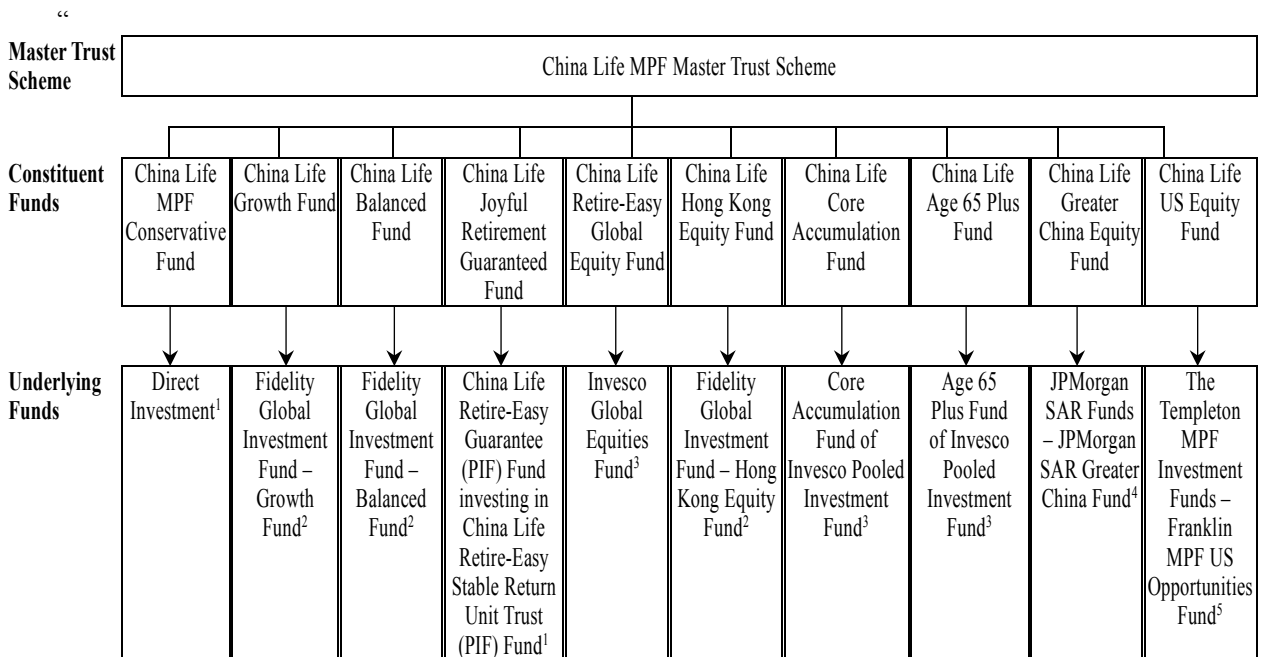 “
Master Trust
Scheme
China Life MPF Master Trust Scheme
Constituent
Funds
China Life
MPF
Conservative
Fund
China Life
Growth Fund
China Life
Balanced
Fund
China Life
Joyful
Retirement
Guaranteed
Fund
China Life
Retire-Easy
Global
Equity Fund
China Life
Hong Kong
Equity Fund
China Life
Core
Accumulation
Fund
China Life
Age 65 Plus
Fund
China Life
Greater
China Equity
Fund
China Life
US Equity
Fund
Underlying
Funds
Direct
Investment¹
Fidelity
Global
Investment
Fund –
Growth
Fund²
Fidelity
Global
Investment
Fund –
Balanced
Fund²
China Life
Retire-Easy
Guarantee
(PIF) Fund
investing in
China Life
Retire-Easy
Stable Return
Unit Trust
(PIF) Fund¹
Invesco
Global
Equities
Fund³
Fidelity
Global
Investment
Fund – Hong
Kong Equity
Fund²
Core
Accumulation
Fund of
Invesco Pooled
Investment
Fund³
Age 65
Plus Fund
of Invesco
Pooled
Investment
Fund³
JPMorgan
SAR Funds
– JPMorgan
SAR Greater
China Fund⁴
The
Templeton
MPF
Investment
Funds –
Franklin
MPF US
Opportunities
Fund⁵